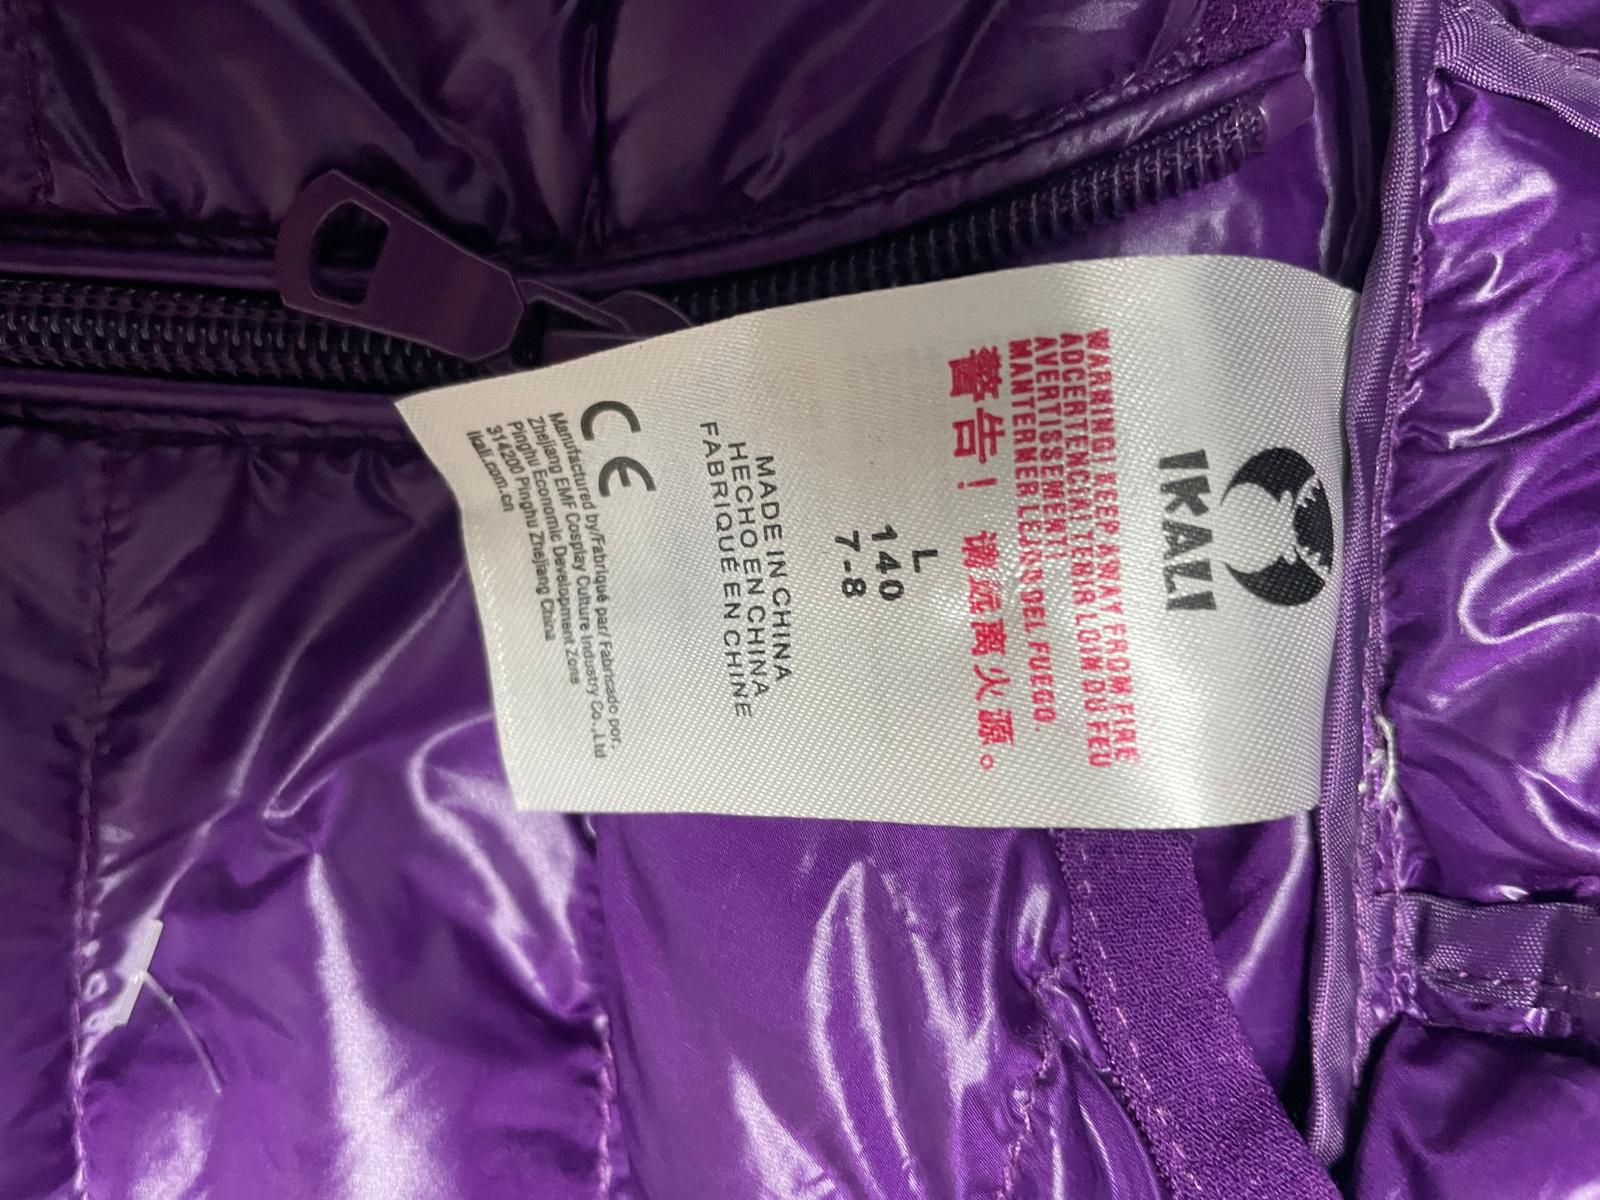 IKALI
WARNING! KEEP AWAY FROM FIRE
ADCERTENCIA! TENIR LOIN DU FEU
AVERTISSEMENT!
MANTERNER LEJOD DEL FUEGO.
警告！ 请远离火源。
L
140
7-8
MADE IN CHINA
HECHO EN CHINA
FABRIQUÉ EN CHINE
CE
Manufactured by/Fabriqué par/ Fabricado por.
Zhejiang EMF Cosplay Culture Industry Co.,Ltd
Pinghu Economic Development Zone
314200 Pinghu Zhejiang China
Ikali.com.cn